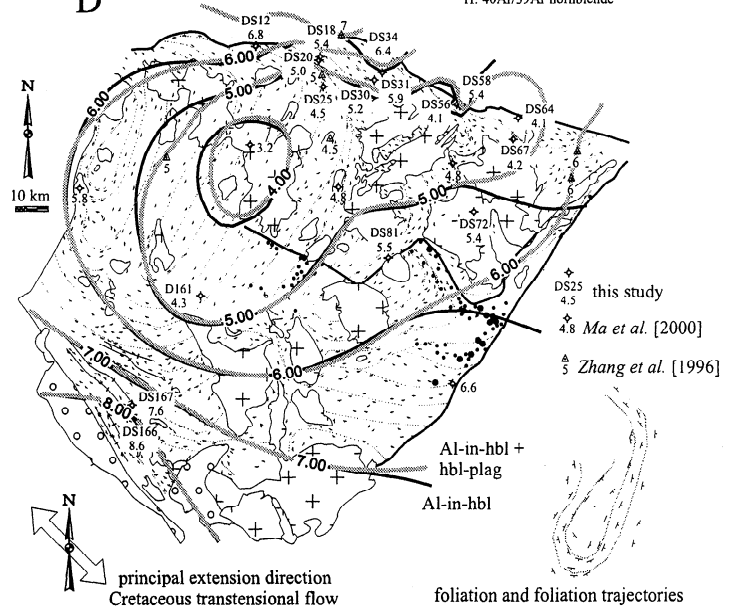 D
H: 40Ar/39Ar hornblende
DS12
6.8
DS18
5.4
7
DS34
6.4
DS20
5.0
5
DS25
4.5
DS30
5.2
DS31
5.9
DS56
4.1
DS58
5.4
DS64
4.1
DS67
4.2
6.00
6.00
5.00
N
10 km
3.2
4.5
4.8
4.8
4.00
5
5.8
5.00
6
6
DS72
5.4
DS81
5.5
6.00
D161
4.3
5.00
DS25
4.5
this study
4.8
Ma et al. [2000]
5
Zhang et al. [1996]
6.00
6.6
7.00
8.00
DS167
7.6
DS166
8.6
7.00
Al-in-hbl +
hbl-plag
Al-in-hbl
N
principal extension direction
Cretaceous transtensional flow
foliation and foliation trajectories